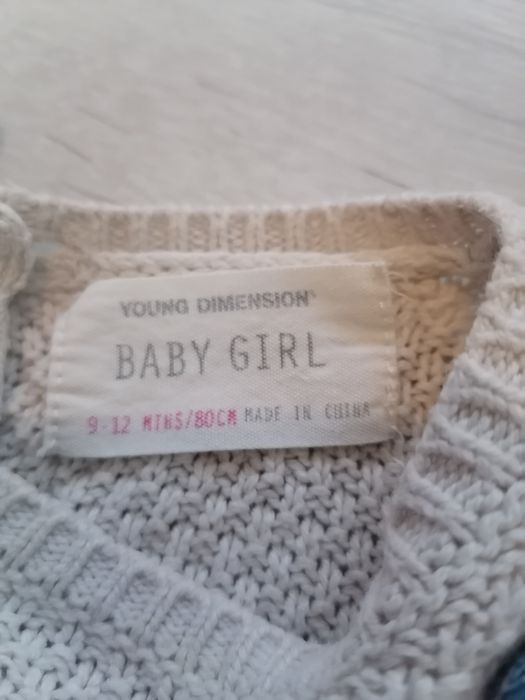 YOUNG DIMENSION®
BABY GIRL
9-12 MTHS/80CM MADE IN CHINA